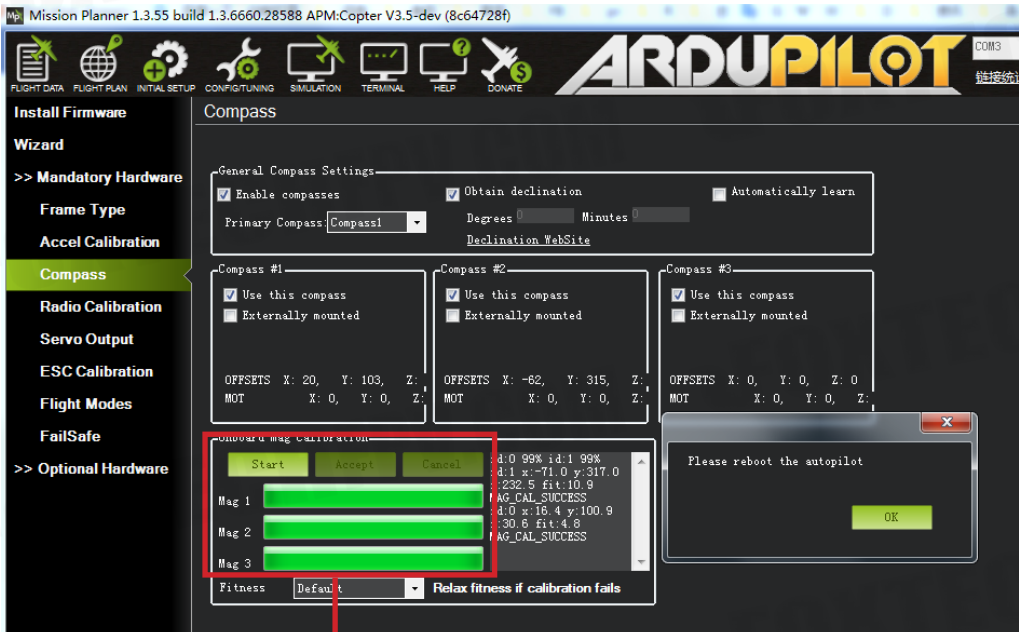 Mission Planner 1.3.55 build 1.3.6660.28588 APM:Copter V3.5-dev (8c64728f)
FLIGHT DATA FLIGHT PLAN INITIAL SETUP CONFIG/TUNING SIMULATION TERMINAL HELP DONATE
ARDUPILOT
COM3
Install Firmware
Wizard
>> Mandatory Hardware
Frame Type
Accel Calibration
Compass
Radio Calibration
Servo Output
ESC Calibration
Flight Modes
FailSafe
>> Optional Hardware
Compass
General Compass Settings
Enable compasses
Obtain declination
Automatically learn
Primary Compass: Compass1
Degrees 0 Minutes 0
Declination WebSite
Compass #1
Use this compass
Externally mounted
OFFSETS X: 20, Y: 103, Z:
MOT X: 0, Y: 0, Z:
Compass #2
Use this compass
Externally mounted
OFFSETS X: -62, Y: 315, Z:
MOT X: 0, Y: 0, Z:
Compass #3
Use this compass
Externally mounted
OFFSETS X: 0, Y: 0, Z: 0
MOT X: 0, Y: 0, Z:
Onboard Mag Calibration
Start Accept Cancel
Mag 1
Mag 2
Mag 3
id:0 99% id:1 99%
id:1 x:-71.0 y:317.0
:232.5 fit:10.9
MAG_CAL_SUCCESS
id:0 x:16.4 y:100.9
:30.6 fit:4.8
MAG_CAL_SUCCESS
Fitness Default Relax fitness if calibration fails
Please reboot the autopilot
OK